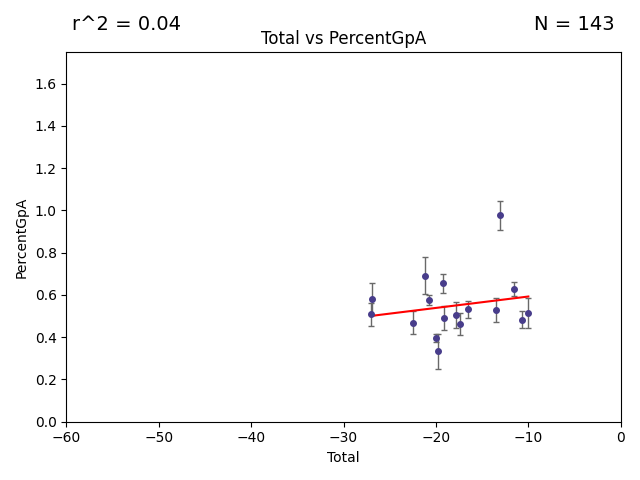 r^2 = 0.04
N = 143
Total vs PercentGpA
PercentGpA
1.6
1.4
1.2
1.0
0.8
0.6
0.4
0.2
0.0
−60 −50 −40 −30 −20 −10 0
Total